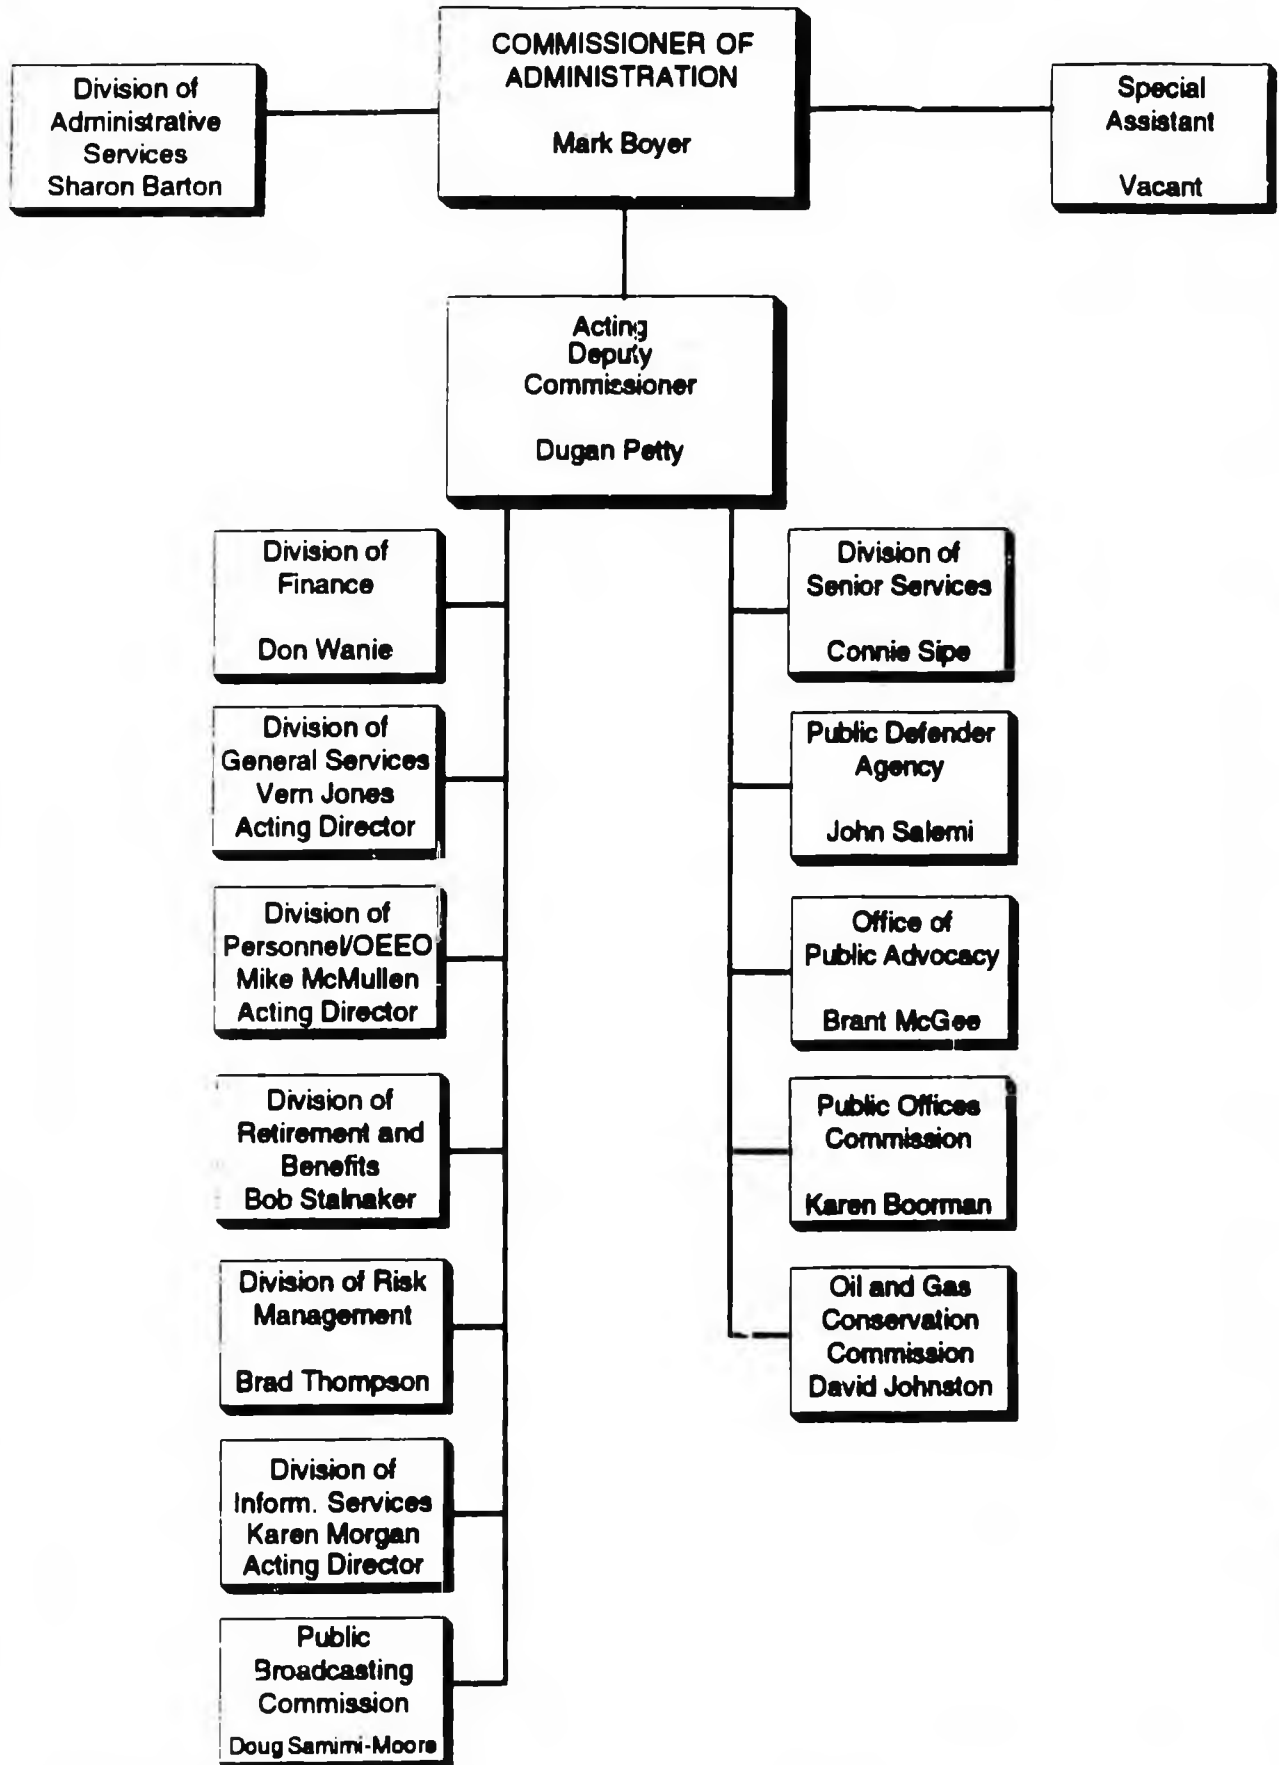 COMMISSIONER OF
ADMINISTRATION
Mark Boyer
Division of
Administrative
Services
Sharon Barton
Special
Assistant
Vacant
Acting
Deputy
Commissioner
Dugan Petty
Division of
Finance
Don Wanie
Division of
General Services
Vern Jones
Acting Director
Division of
Personnel/OEEO
Mike McMullen
Acting Director
Division of
Retirement and
Benefits
Bob Stalnaker
Division of Risk
Management
Brad Thompson
Division of
Inform. Services
Karen Morgan
Acting Director
Public
Broadcasting
Commission
Doug Samimi-Moore
Division of
Senior Services
Connie Sipe
Public Defender
Agency
John Salemi
Office of
Public Advocacy
Brant McGee
Public Offices
Commission
Karen Boorman
Oil and Gas
Conservation
Commission
David Johnston